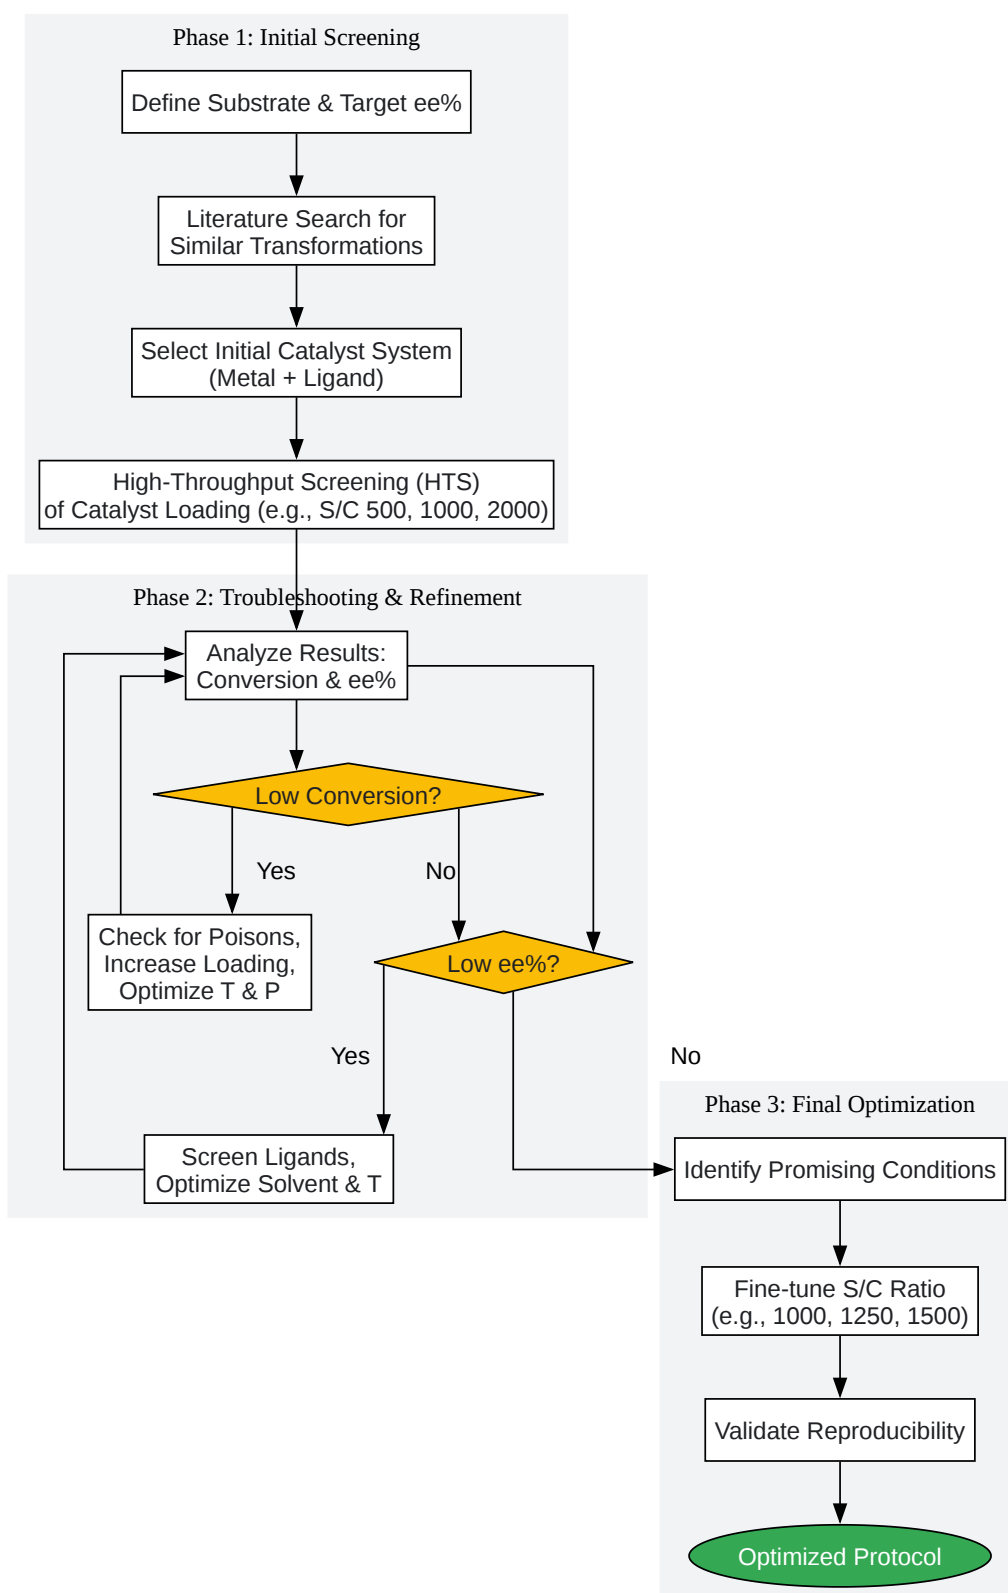 Phase 1: Initial Screening
Define Substrate & Target ee%
Literature Search for
Similar Transformations
Select Initial Catalyst System
(Metal + Ligand)
High-Throughput Screening (HTS)
of Catalyst Loading (e.g., S/C 500, 1000, 2000)
Phase 2: Troubleshooting & Refinement
Analyze Results:
Conversion & ee%
Low Conversion?
Yes
No
Check for Poisons,
Increase Loading,
Optimize T & P
Low ee%?
Yes
No
Screen Ligands,
Optimize Solvent & T
Phase 3: Final Optimization
Identify Promising Conditions
Fine-tune S/C Ratio
(e.g., 1000, 1250, 1500)
Validate Reproducibility
Optimized Protocol